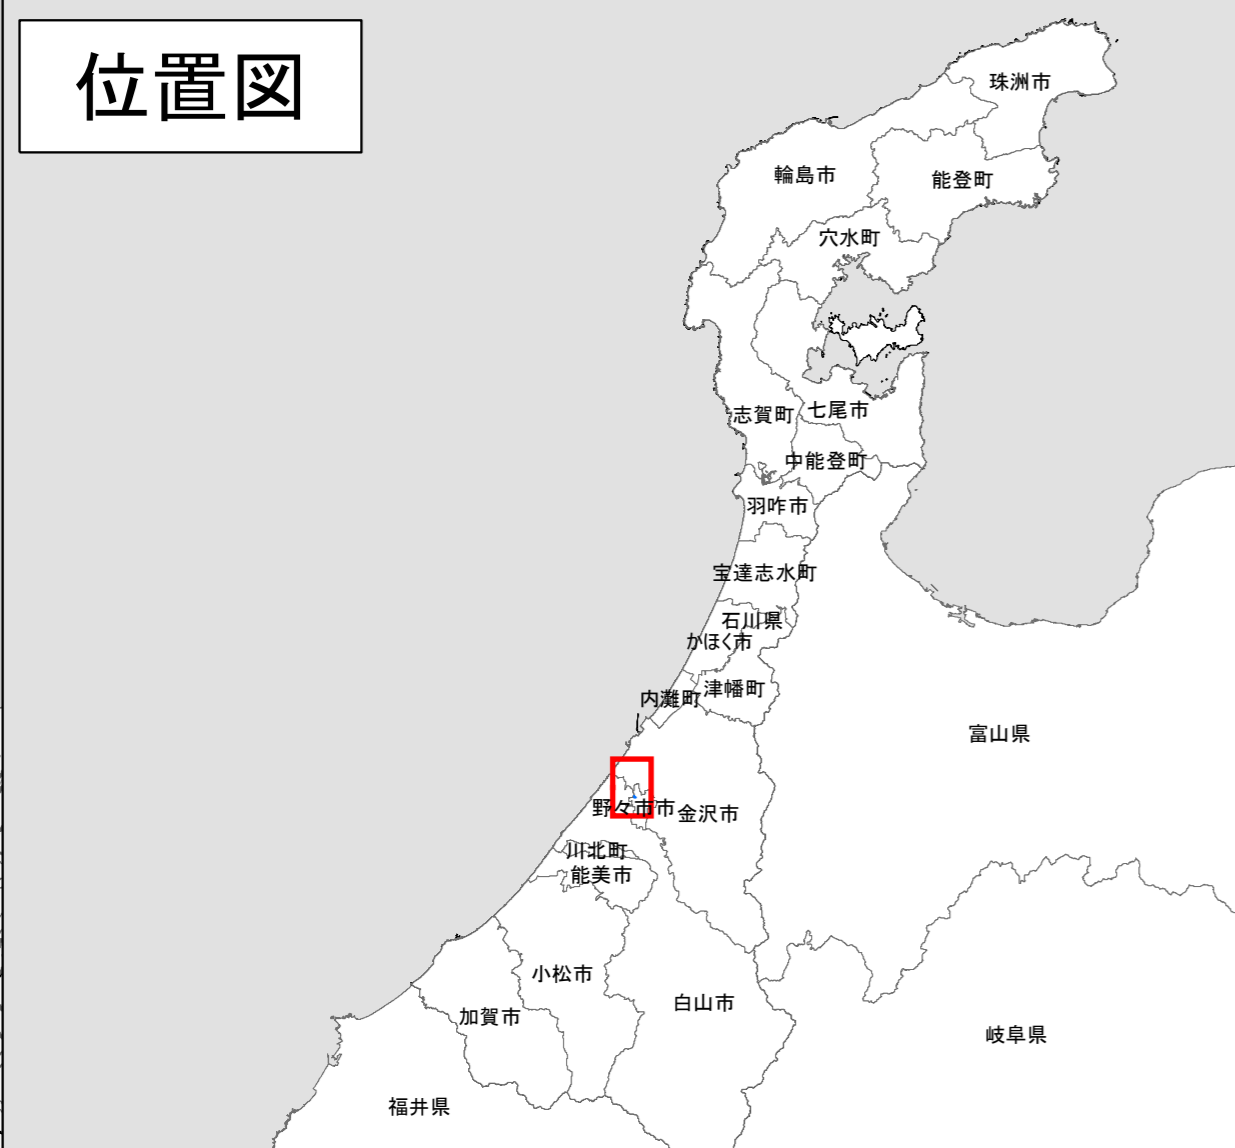 位置図
珠洲市
輪島市
能登町
穴水町
志賀町
七尾市
中能登町
羽咋市
宝達志水町
石川県
かほく市
津幡町
内灘町
富山県
野々市市
金沢市
川北町
能美市
小松市
白山市
加賀市
岐阜県
福井県